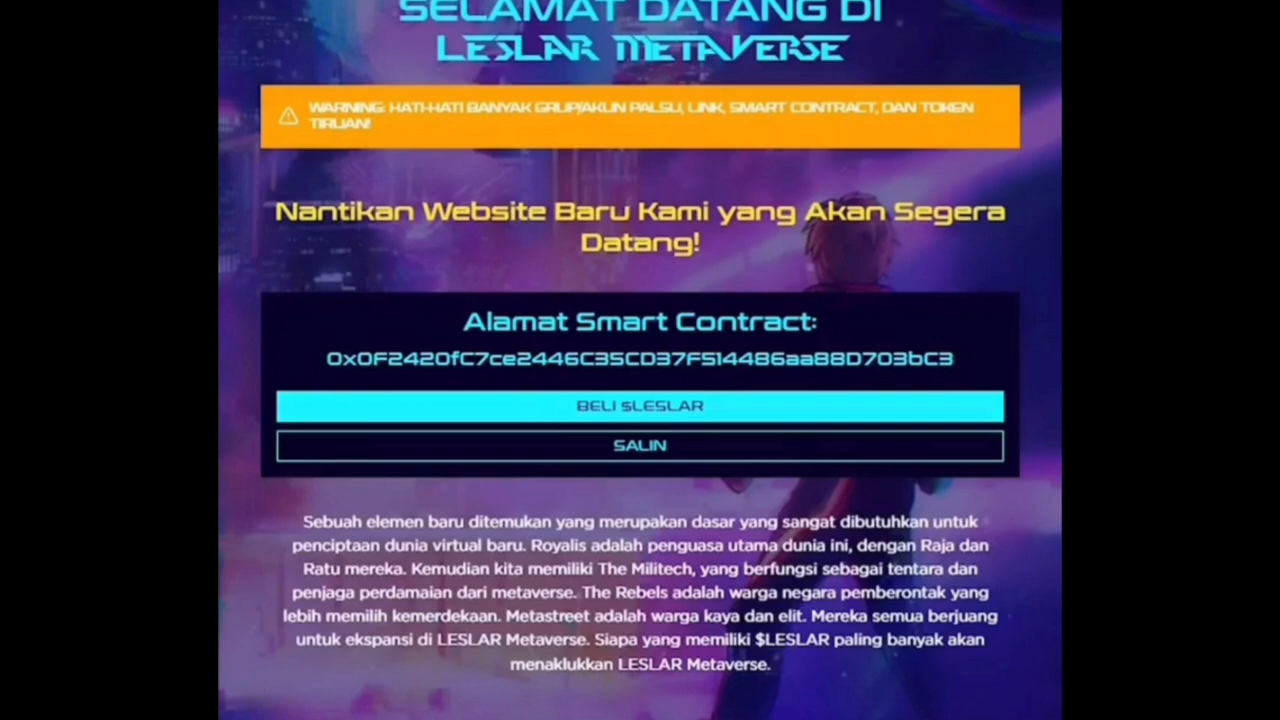 SELAMAT DATANG DI
LESLAR METAVERSE
WARNING: HATI-HATI BANYAK GRUP/AKUN PALSU, LINK, SMART CONTRACT, DAN TOKEN
TIRUAN!
Nantikan Website Baru Kami yang Akan Segera
Datang!
Alamat Smart Contract:
0x0F2420fC7ce2446C35CD37F514486aa88D703bC3
BELI $LESLAR
SALIN
Sebuah elemen baru ditemukan yang merupakan dasar yang sangat dibutuhkan untuk
penciptaan dunia virtual baru. Royalis adalah penguasa utama dunia ini, dengan Raja dan
Ratu mereka. Kemudian kita memiliki The Militech, yang berfungsi sebagai tentara dan
penjaga perdamaian dari metaverse. The Rebels adalah warga negara pemberontak yang
lebih memilih kemerdekaan. Metastreet adalah warga kaya dan elit. Mereka semua berjuang
untuk ekspansi di LESLAR Metaverse. Siapa yang memiliki $LESLAR paling banyak akan
menaklukkan LESLAR Metaverse.